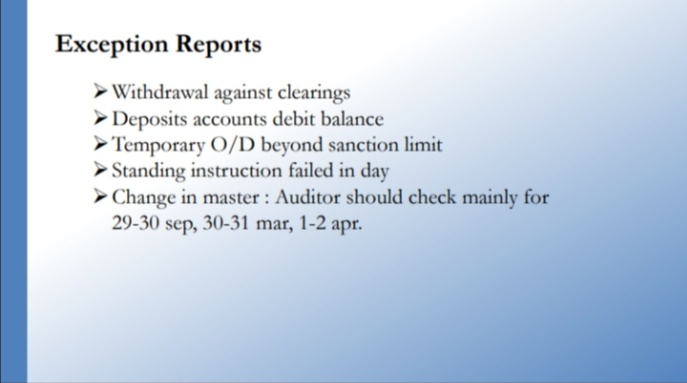 Exception Reports
➤ Withdrawal against clearings
➤ Deposits accounts debit balance
➤ Temporary O/D beyond sanction limit
➤ Standing instruction failed in day
➤ Change in master : Auditor should check mainly for
29-30 sep, 30-31 mar, 1-2 apr.